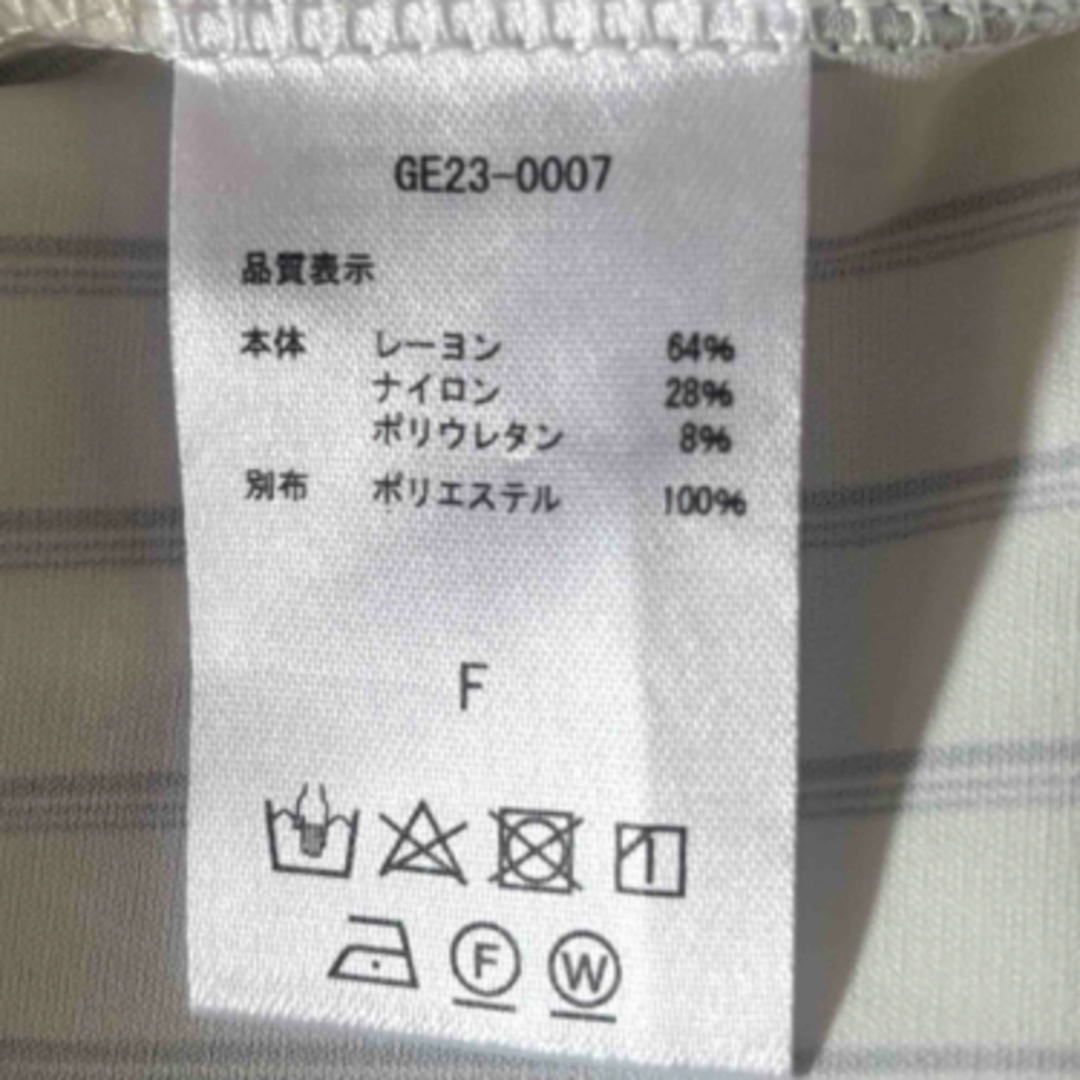 GE23-0007
品質表示
本体 レーヨン 64%
ナイロン 28%
ポリウレタン 8%
別布 ポリエステル 100%
F
F W